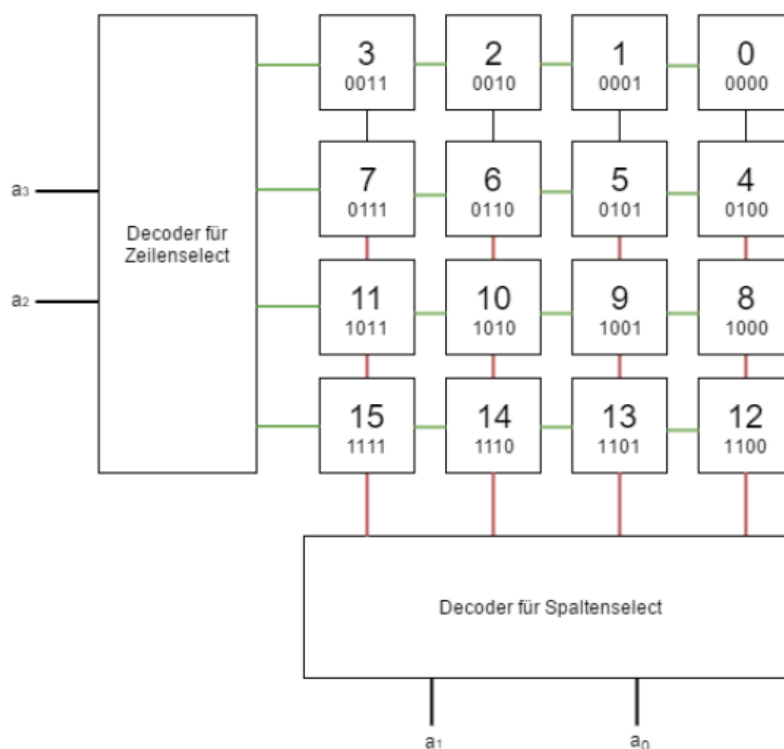 3 2 1 0
0011 0010 0001 0000
a3
7 6 5 4
0111 0110 0101 0100
Decoder für
Zeilenselect
a2
11 10 9 8
1011 1010 1001 1000
15 14 13 12
1111 1110 1101 1100
Decoder für Spaltenselect
a1 a0